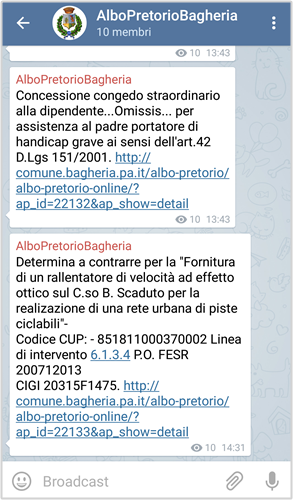 AlboPretorioBagheria
10 membri
10 13:43
AlboPretorioBagheria
Concessione congedo straordinario
alla dipendente...Omissis... per
assistenza al padre portatore di
handicap grave ai sensi dell'art.42
D.Lgs 151/2001. http://
comune.bagheria.pa.it/albo-pretorio/
albo-pretorio-online/?
ap_id=22132&ap_show=detail
10 13:43
AlboPretorioBagheria
Determina a contrarre per la "Fornitura
di un rallentatore di velocità ad effetto
ottico sul C.so B. Scaduto per la
realizazione di una rete urbana di piste
ciclabili"-
Codice CUP: - 851811000370002 Linea
di intervento 6.1.3.4 P.O. FESR
200712013
CIGI 20315F1475. http://
comune.bagheria.pa.it/albo-pretorio/
albo-pretorio-online/?
ap_id=22133&ap_show=detail
10 14:31
Broadcast